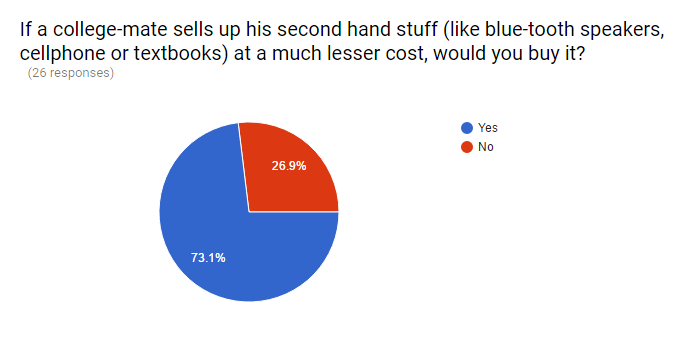 If a college-mate sells up his second hand stuff (like blue-tooth speakers,
cellphone or textbooks) at a much lesser cost, would you buy it?
(26 responses)
Yes
No
26.9%
73.1%